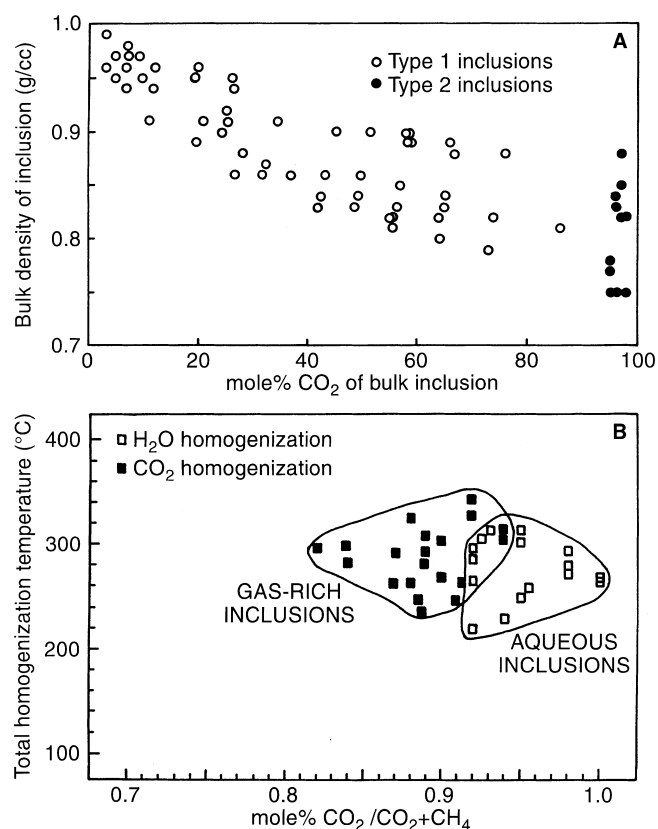 1.0
A
Type 1 inclusions
Type 2 inclusions
0.9
0.8
0.7
Bulk density of inclusion (g/cc)
0 20 40 60 80 100
mole% CO2 of bulk inclusion
B
400
H2O homogenization
CO2 homogenization
300
GAS-RICH
INCLUSIONS
200
AQUEOUS
INCLUSIONS
100
Total homogenization temperature (°C)
0.7 0.8 0.9 1.0
mole% CO2 /CO2+CH4